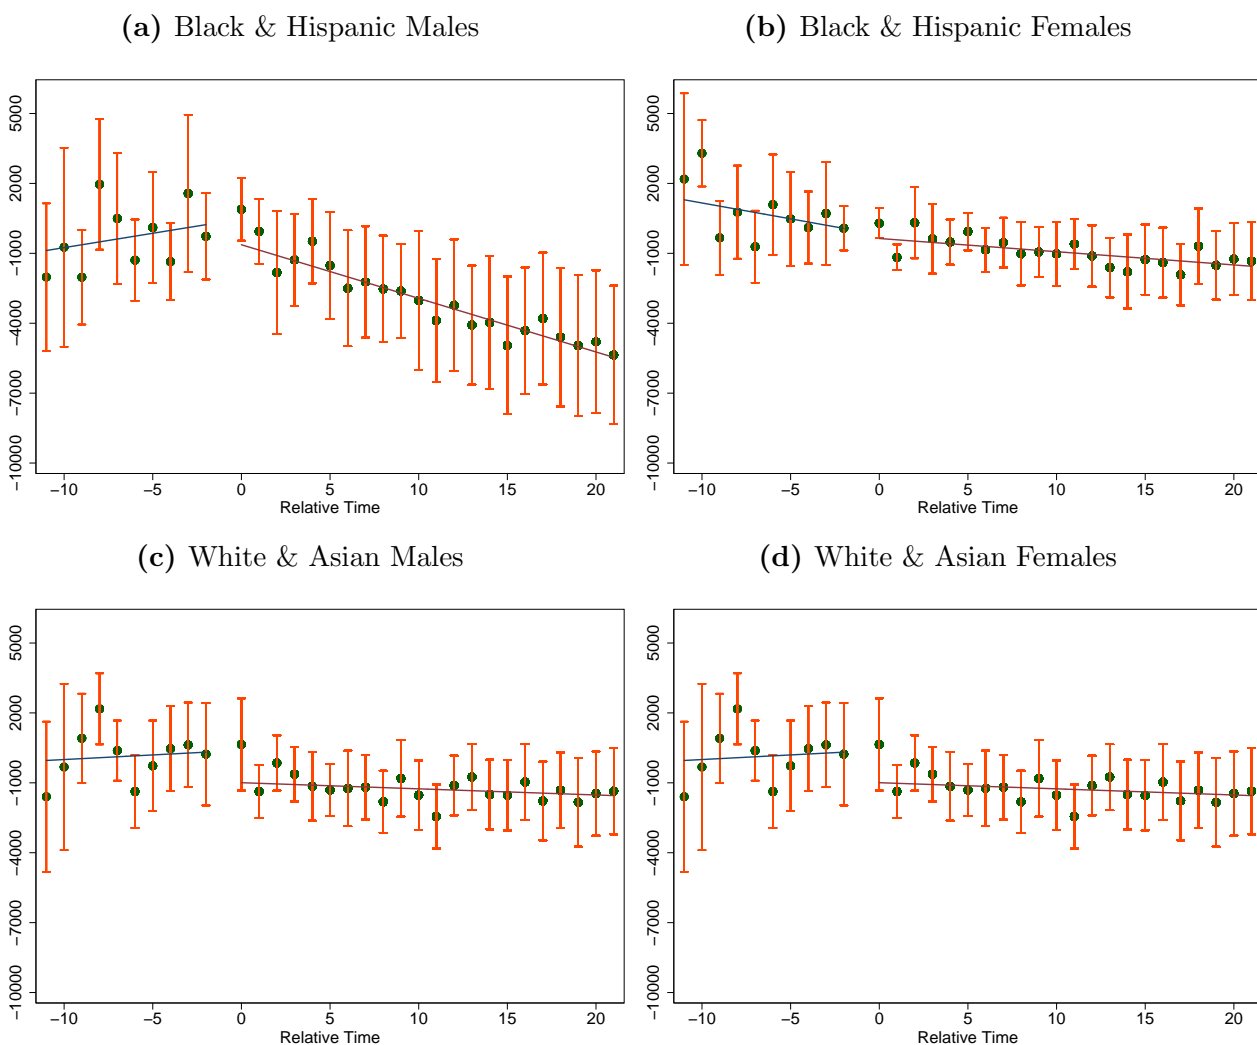 (a) Black & Hispanic Males
(b) Black & Hispanic Females
5000
2000
−1000
−4000
−7000
−10000
−10 −5 0 5 10 15 20
Relative Time
5000
2000
−1000
−4000
−7000
−10000
−10 −5 0 5 10 15 20
Relative Time
(c) White & Asian Males
(d) White & Asian Females
5000
2000
−1000
−4000
−7000
−10000
−10 −5 0 5 10 15 20
Relative Time
5000
2000
−1000
−4000
−7000
−10000
−10 −5 0 5 10 15 20
Relative Time